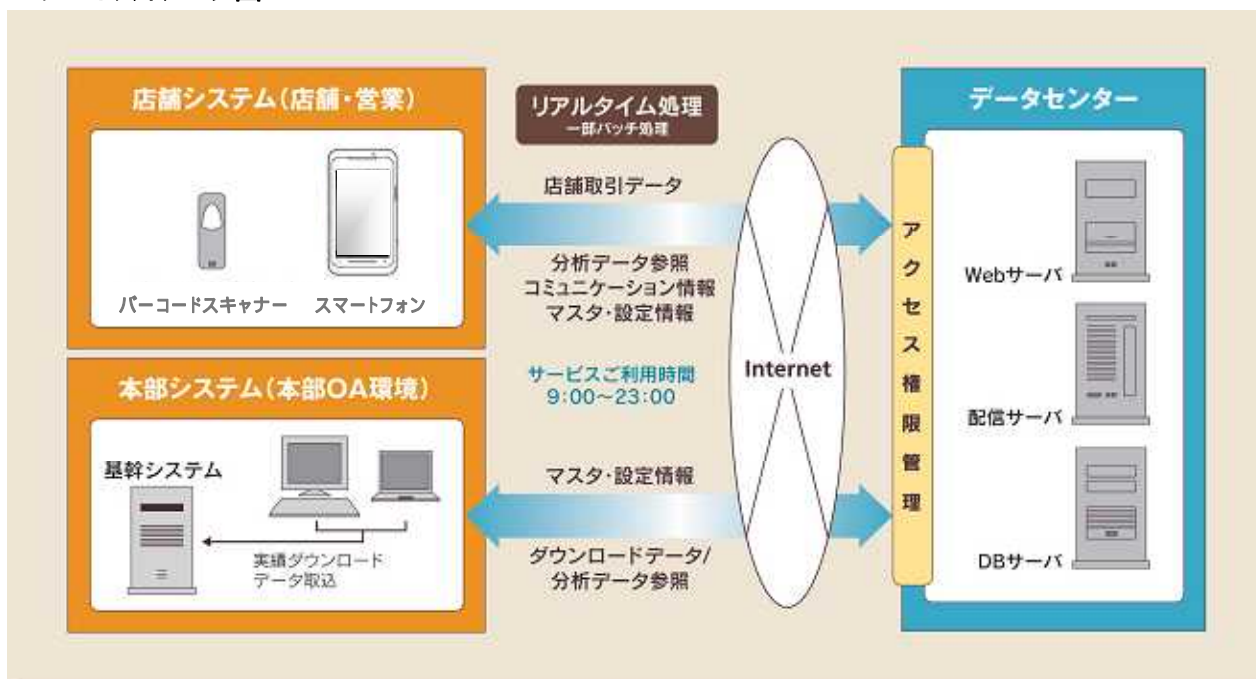 店舗システム(店舗・営業)
バーコードスキャナー
スマートフォン
本部システム(本部OA環境)
基幹システム
実績ダウンロード
データ取込
リアルタイム処理
一部バッチ処理
店舗取引データ
分析データ参照
コミュニケーション情報
マスタ・設定情報
サービスご利用時間
9:00〜23:00
マスタ・設定情報
ダウンロードデータ/
分析データ参照
Internet
データセンター
アクセス権限管理
Webサーバ
配信サーバ
DBサーバ